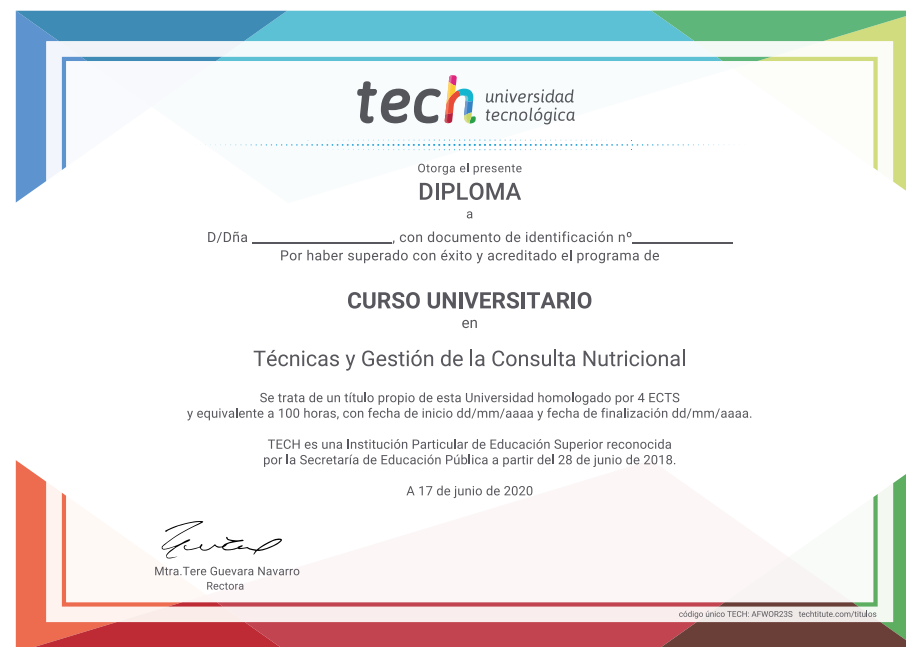 tech universidad
tecnológica
Otorga el presente
DIPLOMA
a
D/Dña ____________________, con documento de identificación nº______________
Por haber superado con éxito y acreditado el programa de
CURSO UNIVERSITARIO
en
Técnicas y Gestión de la Consulta Nutricional
Se trata de un título propio de esta Universidad homologado por 4 ECTS
y equivalente a 100 horas, con fecha de inicio dd/mm/aaaa y fecha de finalización dd/mm/aaaa.
TECH es una Institución Particular de Educación Superior reconocida
por la Secretaría de Educación Pública a partir del 28 de junio de 2018.
A 17 de junio de 2020
Mtra.Tere Guevara Navarro
Rectora
código único TECH: AFWOR23S techtitute.com/titulos